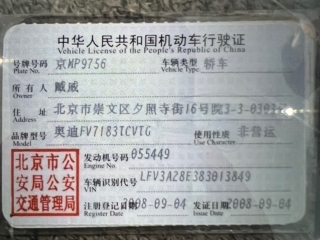 中华人民共和国机动车行驶证
Vehicle License of the People's Republic of China
号牌号码 京MP9756 车辆类型 轿车
Plate No. Vehicle Type
所有人 戴威
Owner
住址 北京市崇文区夕照寺街16号院3-3-0303
Address
品牌型号 奥迪FV7183TCVTG 使用性质 非营运
Model Use Character
北京市公安局公安交通管理局
发动机号码 055449
Engine No.
车辆识别代号 LFV3A28E383013849
VIN
注册登记日期 2008-09-04 发证日期 2008-09-04
Register Date Issue Date